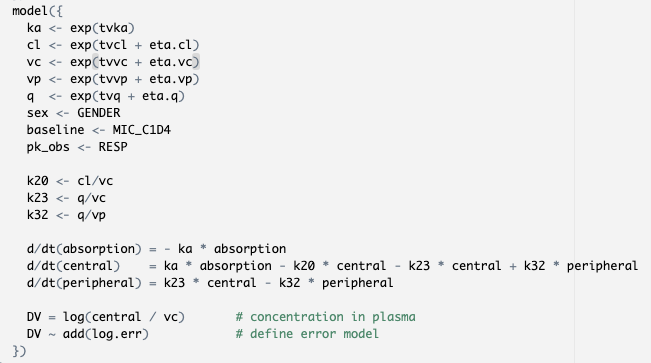 model({
  ka <- exp(tvka)
  cl <- exp(tvcl + eta.cl)
  vc <- exp(tvvc + eta.vc)
  vp <- exp(tvvp + eta.vp)
  q  <- exp(tvq + eta.q)
  sex <- GENDER
  baseline <- MIC_C1D4
  pk_obs <- RESP

  k20 <- cl/vc
  k23 <- q/vc
  k32 <- q/vp

  d/dt(absorption) = - ka * absorption
  d/dt(central)    = ka * absorption - k20 * central - k23 * central + k32 * peripheral
  d/dt(peripheral) = k23 * central - k32 * peripheral

  DV = log(central / vc)      # concentration in plasma
  DV ~ add(log.err)           # define error model
})